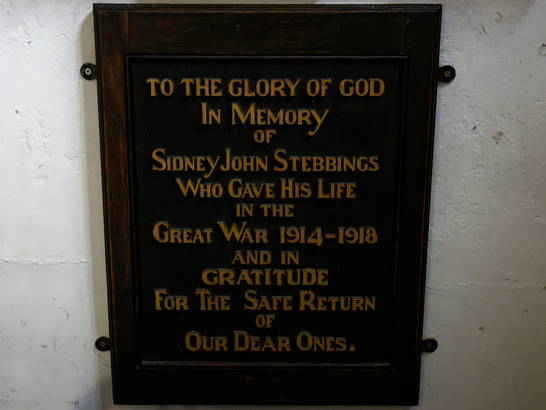 TO THE GLORY OF GOD
IN MEMORY
OF
SIDNEY JOHN STEBBINGS
WHO GAVE HIS LIFE
IN THE
GREAT WAR 1914-1918
AND IN
GRATITUDE
FOR THE SAFE RETURN
OF
OUR DEAR ONES.